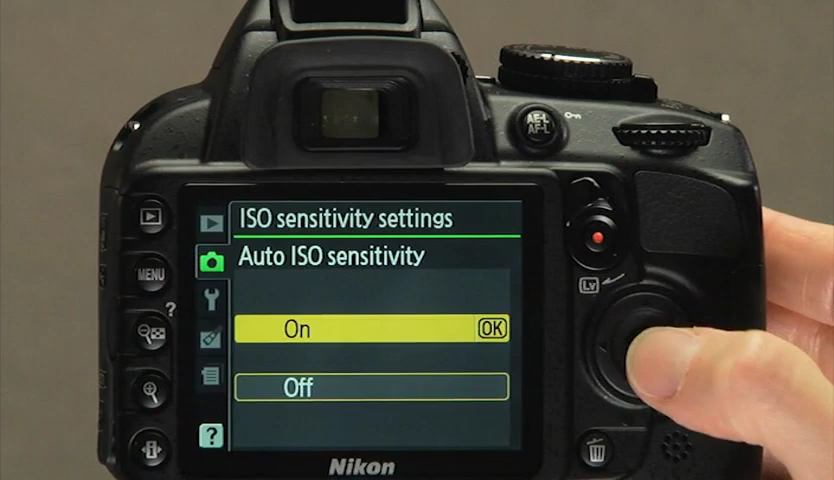 AE-L
AF-L
ISO sensitivity settings
Auto ISO sensitivity
MENU
Lv
?
On OK
Off
?
i
Nikon